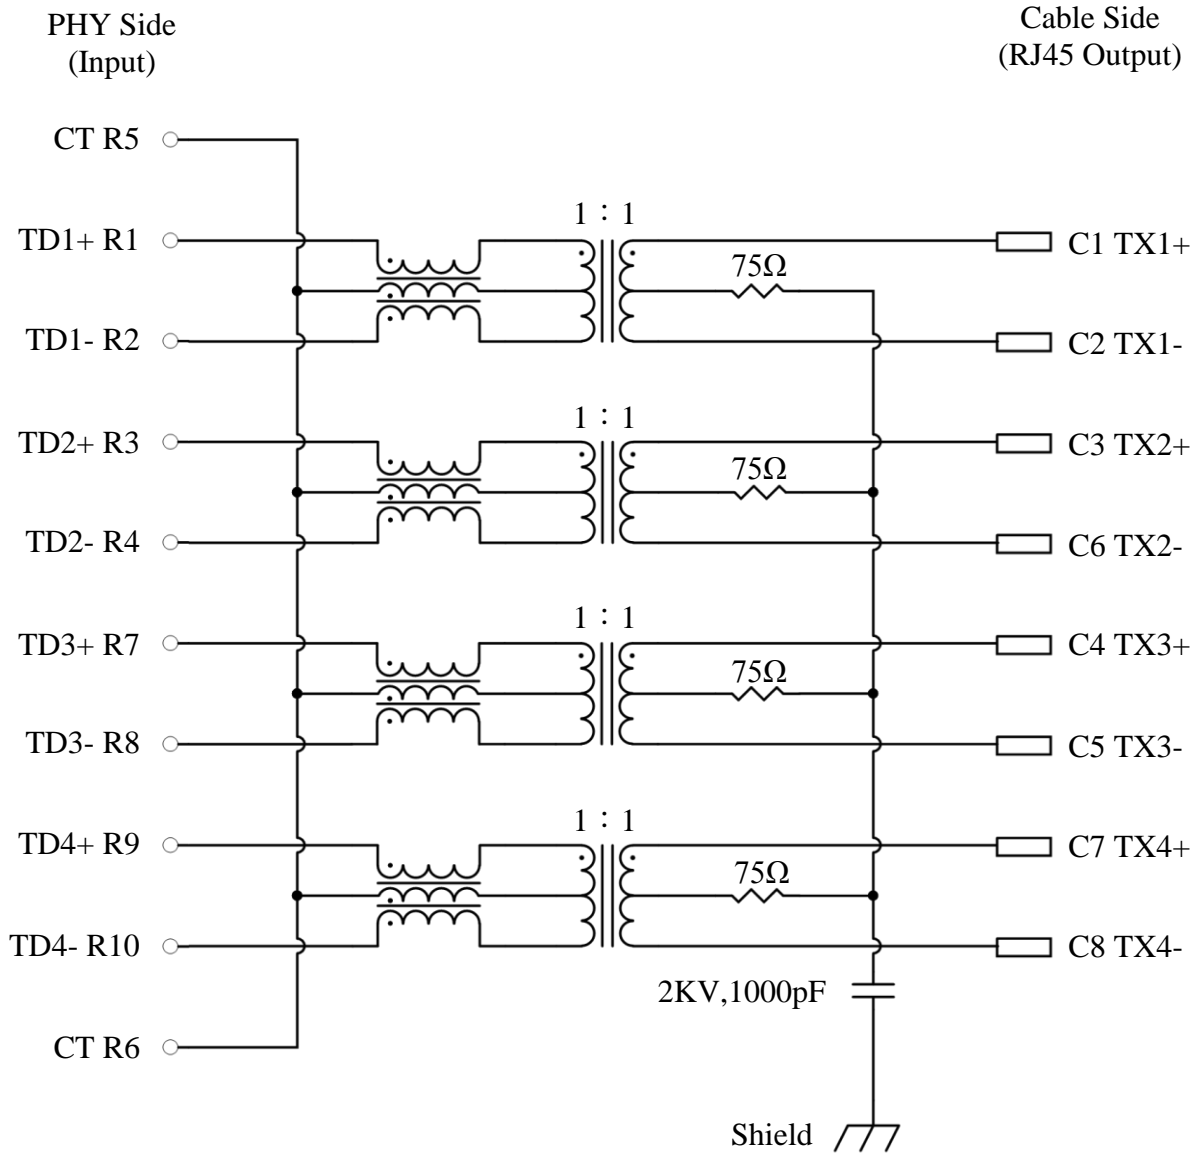 PHY Side
(Input)
Cable Side
(RJ45 Output)
CT R5
1 : 1
TD1+ R1
C1 TX1+
75Ω
TD1- R2
C2 TX1-
1 : 1
TD2+ R3
C3 TX2+
75Ω
TD2- R4
C6 TX2-
1 : 1
TD3+ R7
C4 TX3+
75Ω
TD3- R8
C5 TX3-
1 : 1
TD4+ R9
C7 TX4+
75Ω
TD4- R10
C8 TX4-
2KV,1000pF
CT R6
Shield